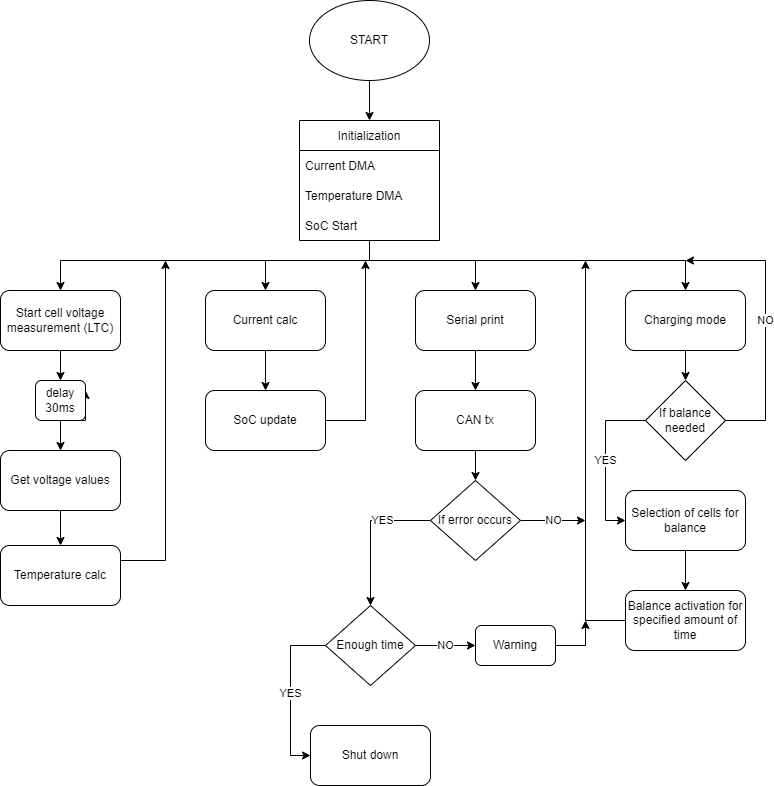 START
Initialization
Current DMA
Temperature DMA
SoC Start
Start cell voltage
measurement (LTC)
delay
30ms
Get voltage values
Temperature calc
Current calc
SoC update
Serial print
CAN tx
If error occurs
YES
NO
Enough time
NO
Warning
YES
Shut down
Charging mode
NO
If balance
needed
YES
Selection of cells for
balance
Balance activation for
specified amount of
time